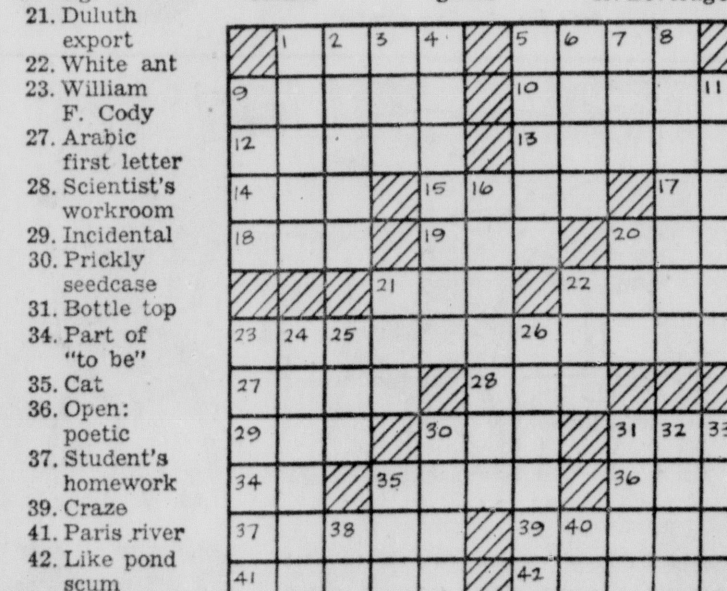 21. Duluth
export
22. White ant
23. William
F. Cody
27. Arabic
first letter
28. Scientist's
workroom
29. Incidental
30. Prickly
seedcase
31. Bottle top
34. Part of
"to be"
35. Cat
36. Open:
poetic
37. Student's
homework
39. Craze
41. Paris river
42. Like pond
scum
1 2 3 4 5 6 7 8
9 10 11
12 13
14 15 16 17
18 19 20
21 22
23 24 25 26
27 28
29 30 31 32 33
34 35 36
37 38 39 40
41 42